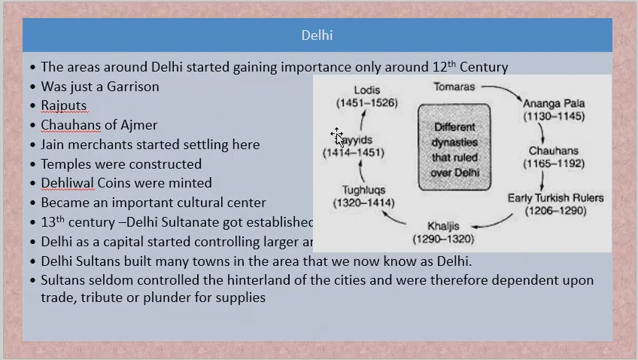 Delhi
• The areas around Delhi started gaining importance only around 12th Century
• Was just a Garrison
• Rajputs
• Chauhans of Ajmer
• Jain merchants started settling here
• Temples were constructed
• Dehliwal Coins were minted
• Became an important cultural center
• 13th century –Delhi Sultanate got established
• Delhi as a capital started controlling larger
• Delhi Sultans built many towns in the area that we now know as Delhi.
• Sultans seldom controlled the hinterland of the cities and were therefore dependent upon
trade, tribute or plunder for supplies
Tomaras
Ananga Pala
(1130–1145)
Chauhans
(1165–1192)
Early Turkish Rulers
(1206–1290)
Khaljis
(1290–1320)
Tughluqs
(1320–1414)
(1414–1451)
Lodis
(1451–1526)
Different
dynasties
that ruled
over Delhi